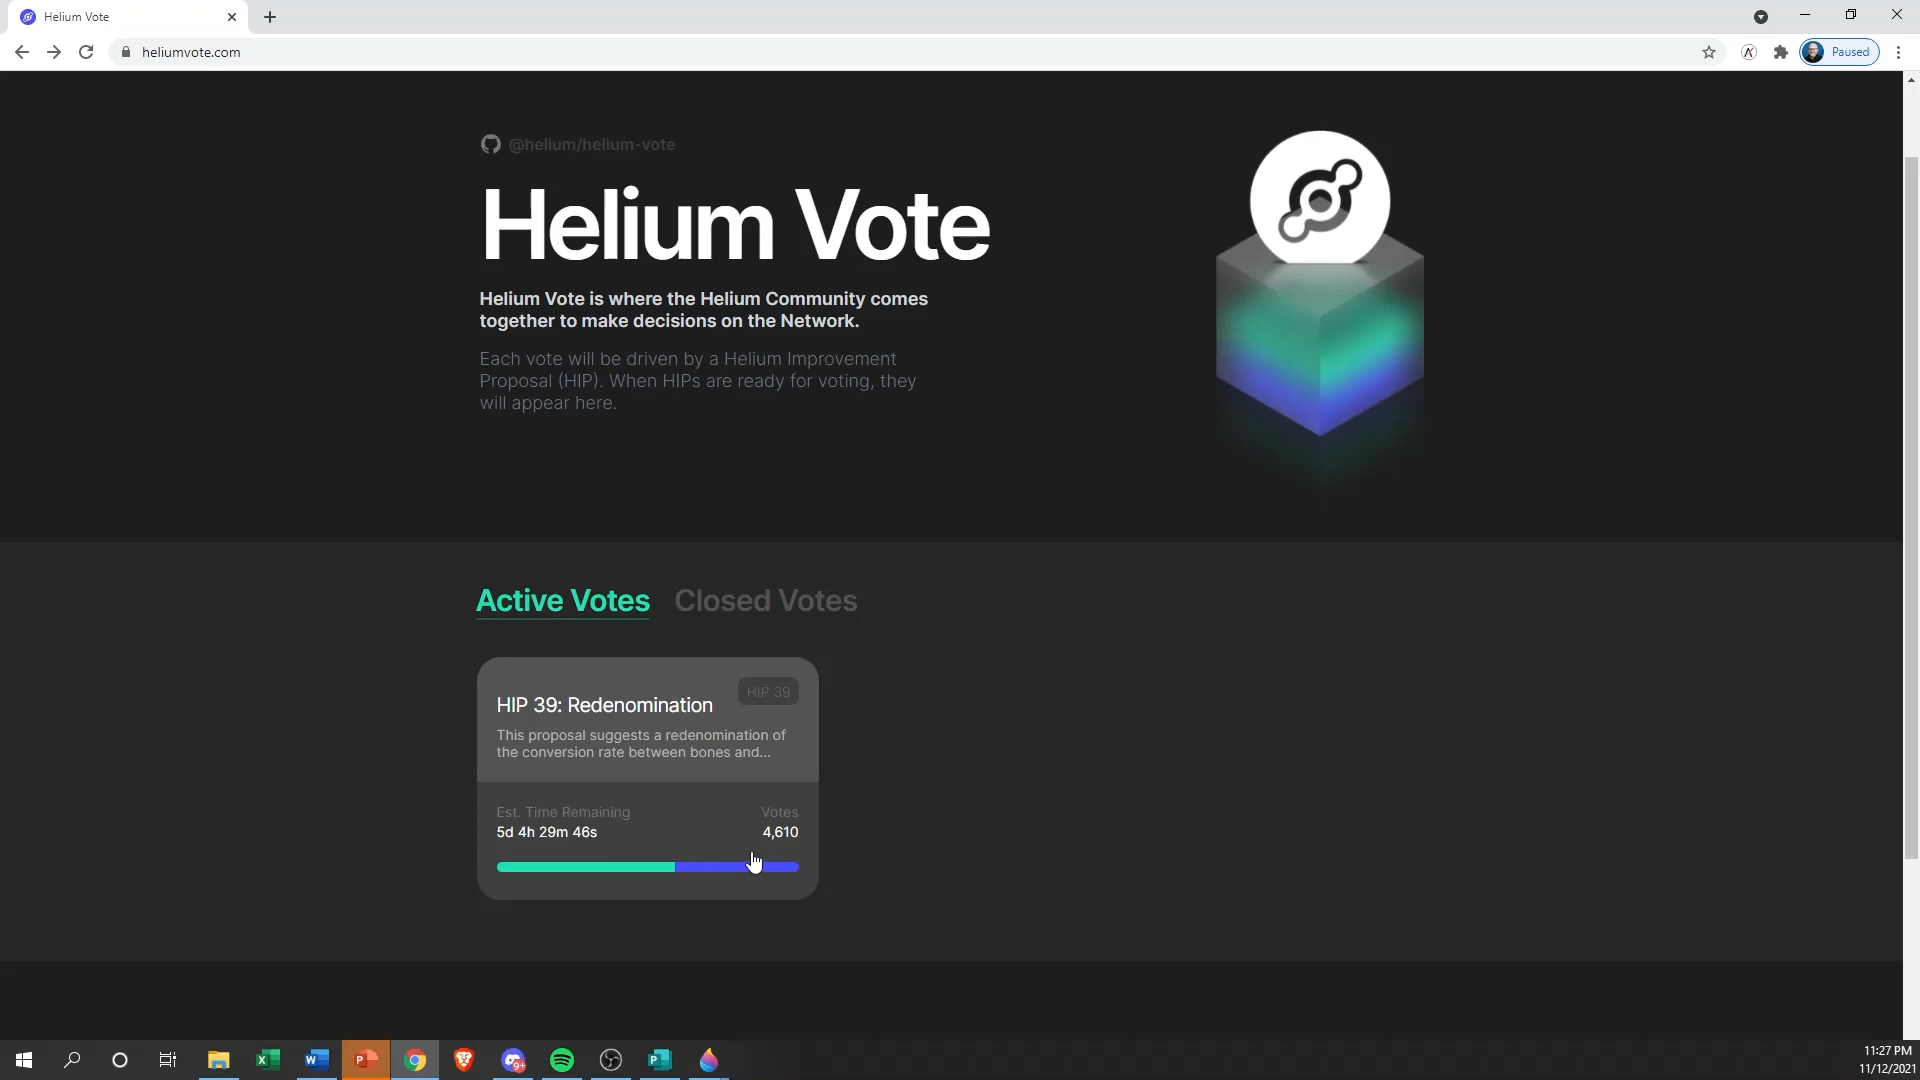 Helium Vote
heliumvote.com
Paused
@helium/helium-vote
Helium Vote
Helium Vote is where the Helium Community comes
together to make decisions on the Network.
Each vote will be driven by a Helium Improvement
Proposal (HIP). When HIPs are ready for voting, they
will appear here.
Active Votes Closed Votes
HIP 39
HIP 39: Redenomination
This proposal suggests a redenomination of
the conversion rate between bones and...
Est. Time Remaining Votes
5d 4h 29m 46s 4,610
9+
11:27 PM
11/12/2021